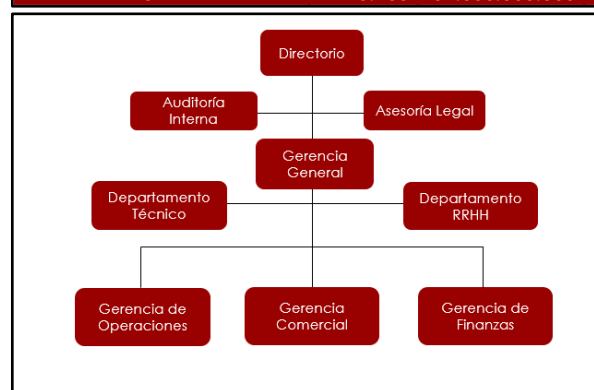 Directorio
Auditoría
Interna
Asesoría Legal
Gerencia
General
Departamento
Técnico
Departamento
RRHH
Gerencia de
Operaciones
Gerencia
Comercial
Gerencia de
Finanzas